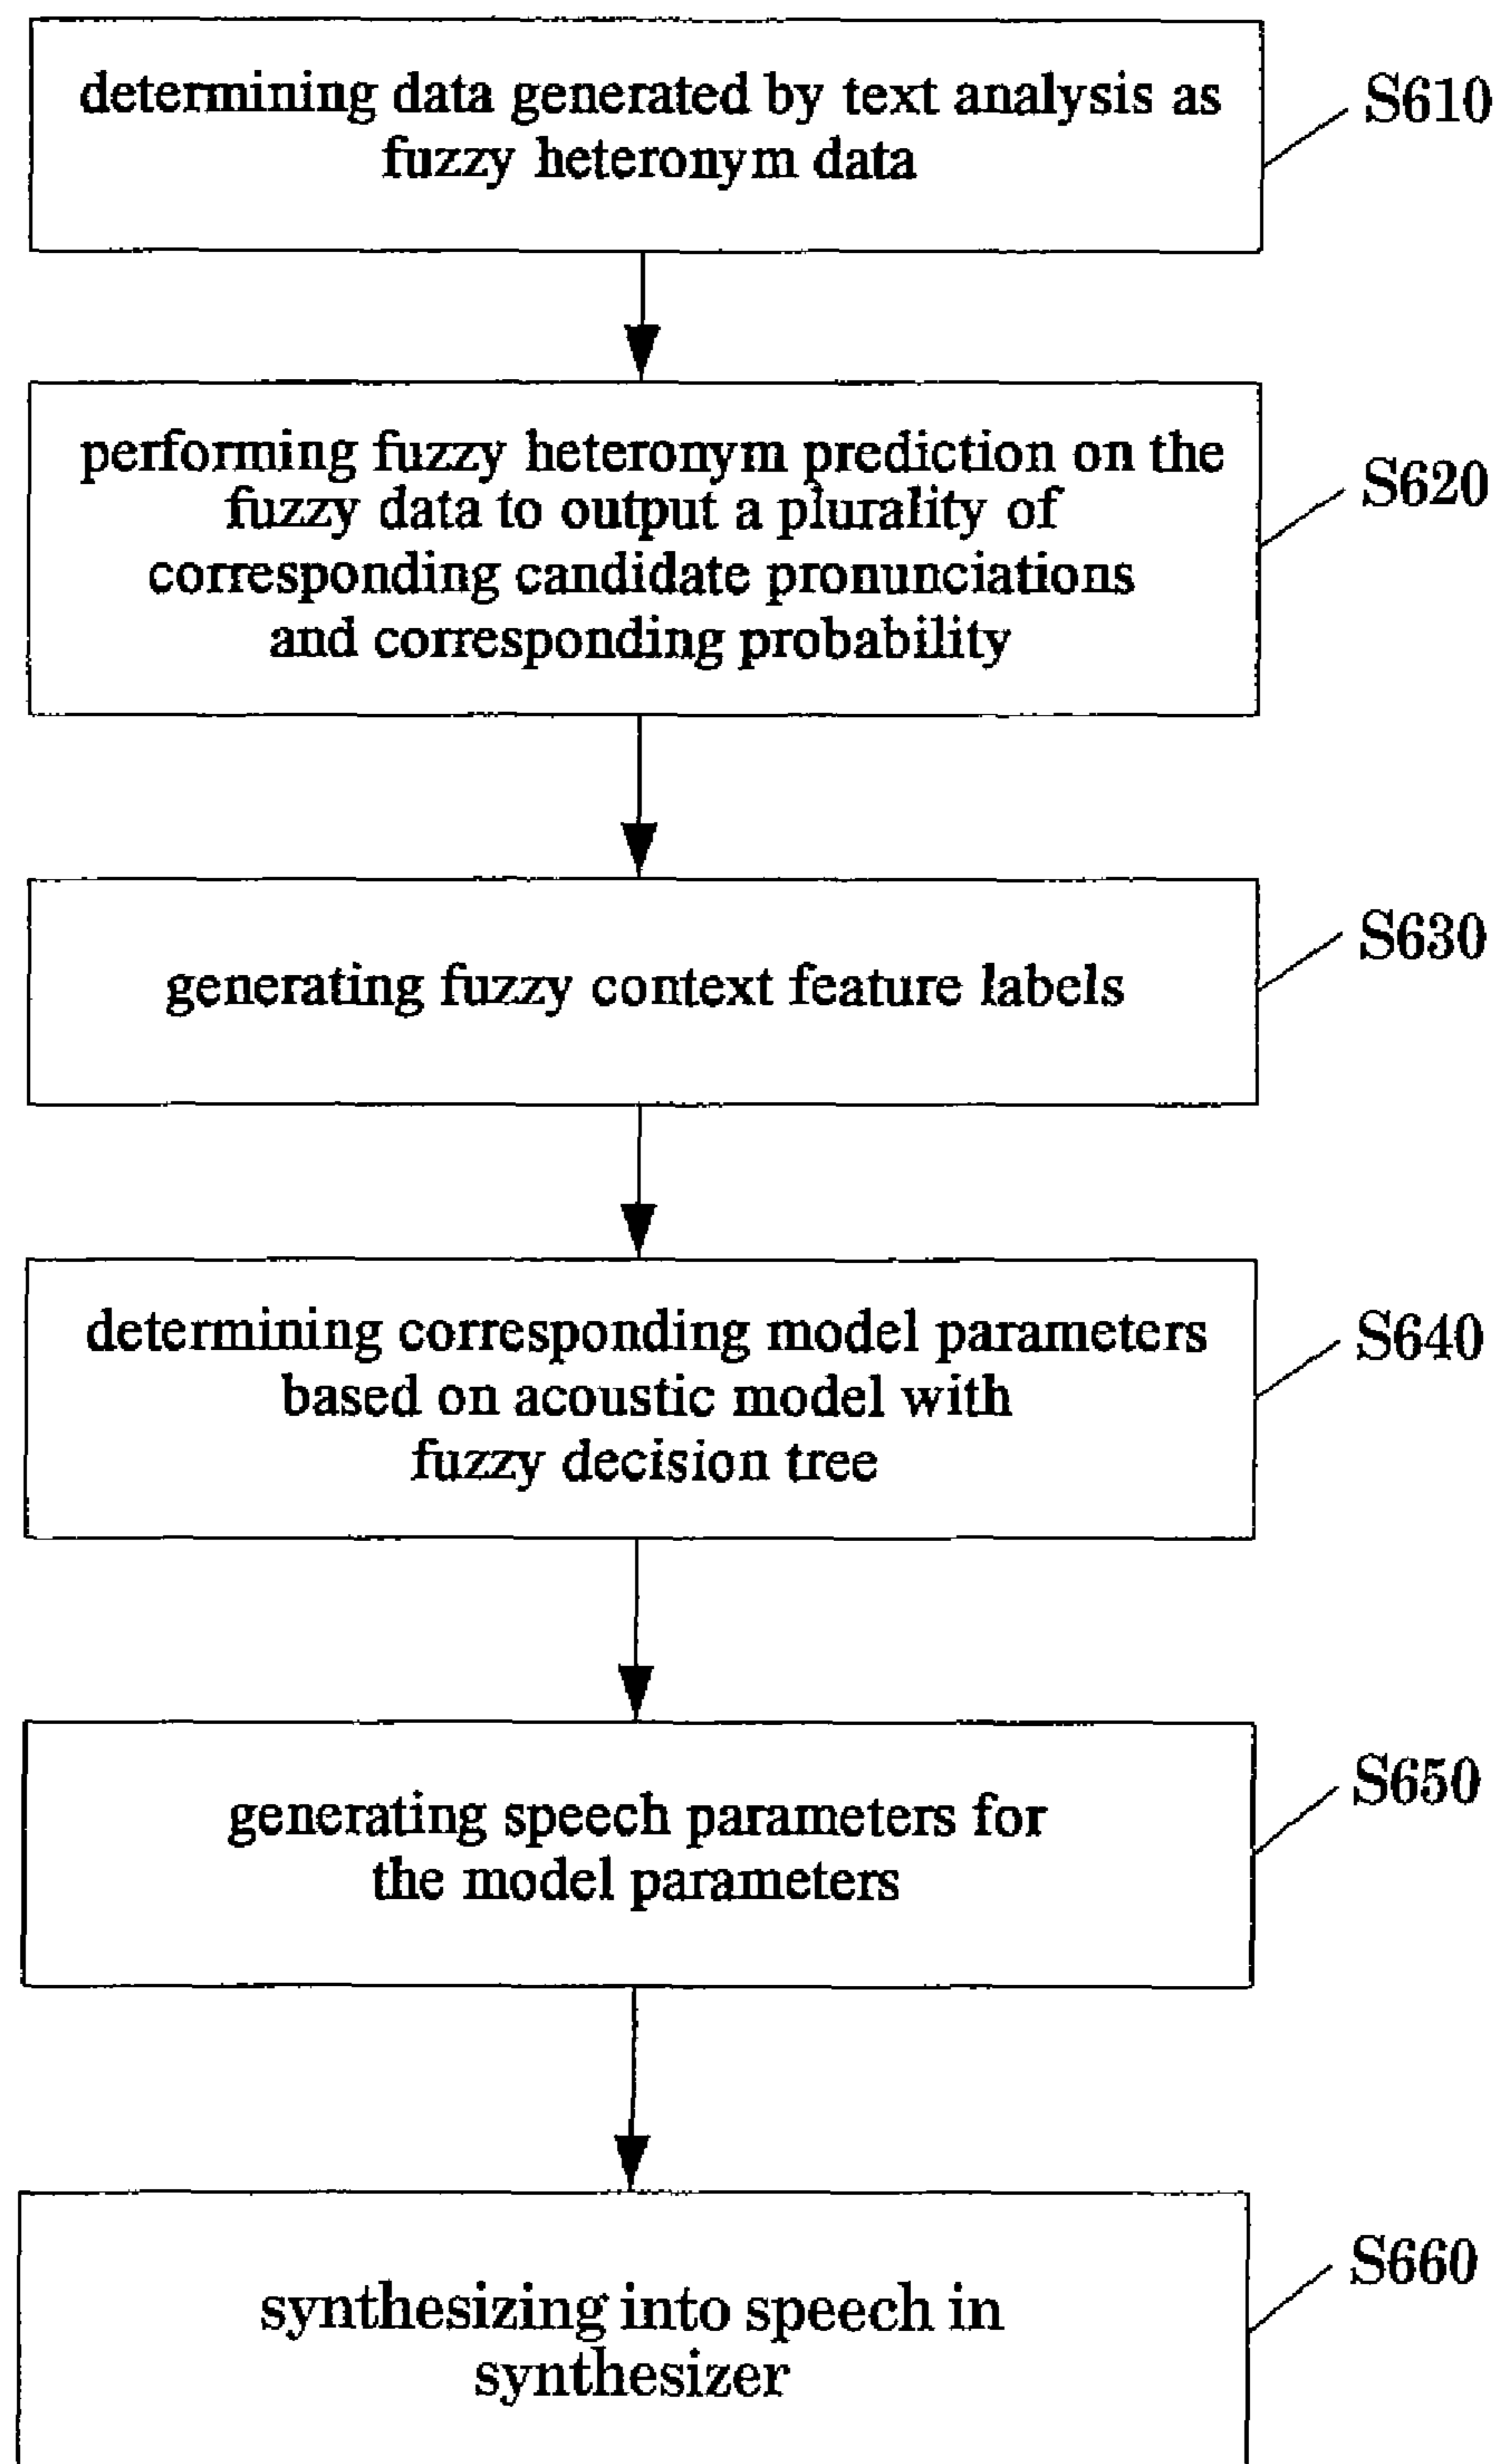 determining data generated by text analysis as
fuzzy heteronym data
S610
performing fuzzy heteronym prediction on the
fuzzy data to output a plurality of
corresponding candidate pronunciations
and corresponding probability
S620
generating fuzzy context feature labels
S630
determining corresponding model parameters
based on acoustic model with
fuzzy decision tree
S640
generating speech parameters for
the model parameters
S650
synthesizing into speech in
synthesizer
S660